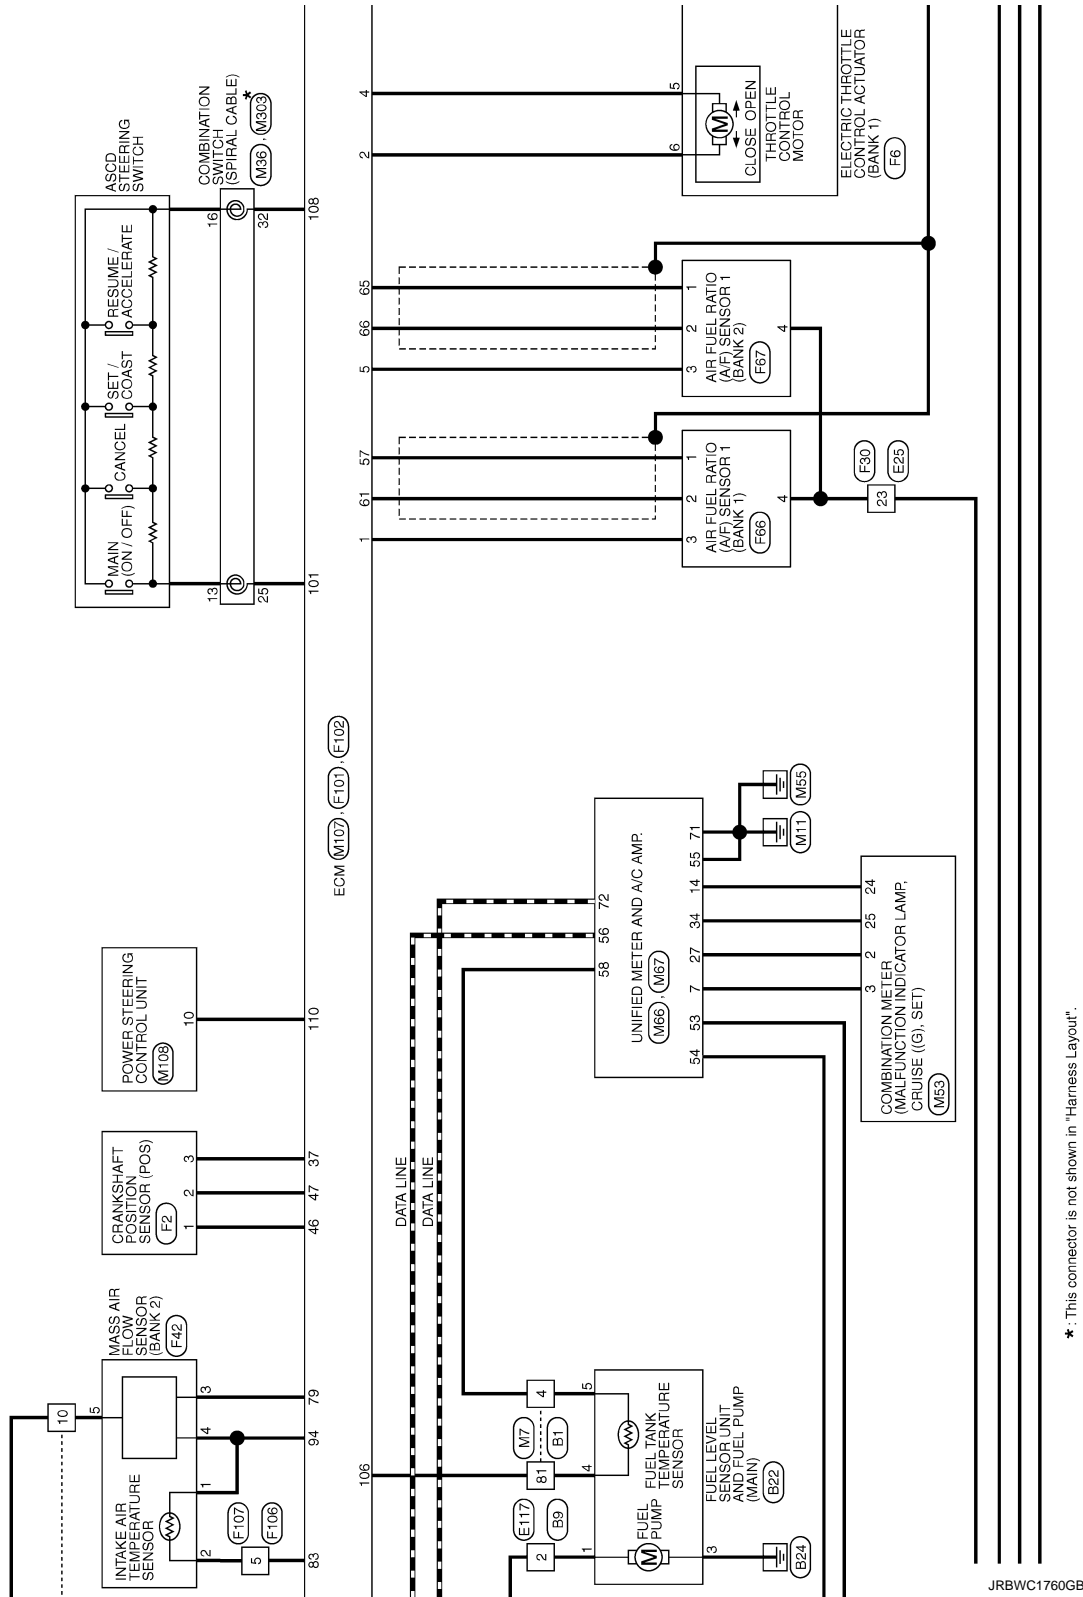 ASCD
STEERING
SWITCH
MAIN
(ON / OFF)
CANCEL
SET /
COAST
RESUME /
ACCELERATE
COMBINATION
SWITCH
(SPIRAL CABLE)
*
M36 , M303
13
16
25
32
101
108
POWER STEERING
CONTROL UNIT
M108
10
110
CRANKSHAFT
POSITION
SENSOR (POS)
F2
1
2
3
46
47
37
MASS AIR
FLOW
SENSOR
(BANK 2)
F42
10
5
INTAKE AIR
TEMPERATURE
SENSOR
2
1
4
3
F107
F106
5
83
94
79
ECM M107 , F101 , F102
106
1
61
57
5
66
65
2
4
DATA LINE
DATA LINE
3
2
1
AIR FUEL RATIO
(A/F) SENSOR 1
(BANK 1)
F66
4
3
2
1
AIR FUEL RATIO
(A/F) SENSOR 1
(BANK 2)
F67
4
F30
23
E25
6
5
M
CLOSE OPEN
THROTTLE
CONTROL
MOTOR
ELECTRIC THROTTLE
CONTROL ACTUATOR
(BANK 1)
F6
58
56
72
UNIFIED METER AND A/C AMP.
M66 , M67
54
53
7
27
34
14
55
71
M11
M55
3
2
25
24
COMBINATION METER
(MALFUNCTION INDICATOR LAMP,
CRUISE ((G), SET)
M53
E117
2
B9
M7
81
4
B1
1
4
5
M
FUEL
PUMP
FUEL TANK
TEMPERATURE
SENSOR
3
FUEL LEVEL
SENSOR UNIT
AND FUEL PUMP
(MAIN)
B22
B24
* : This connector is not shown in "Harness Layout".
JRBWC1760GB